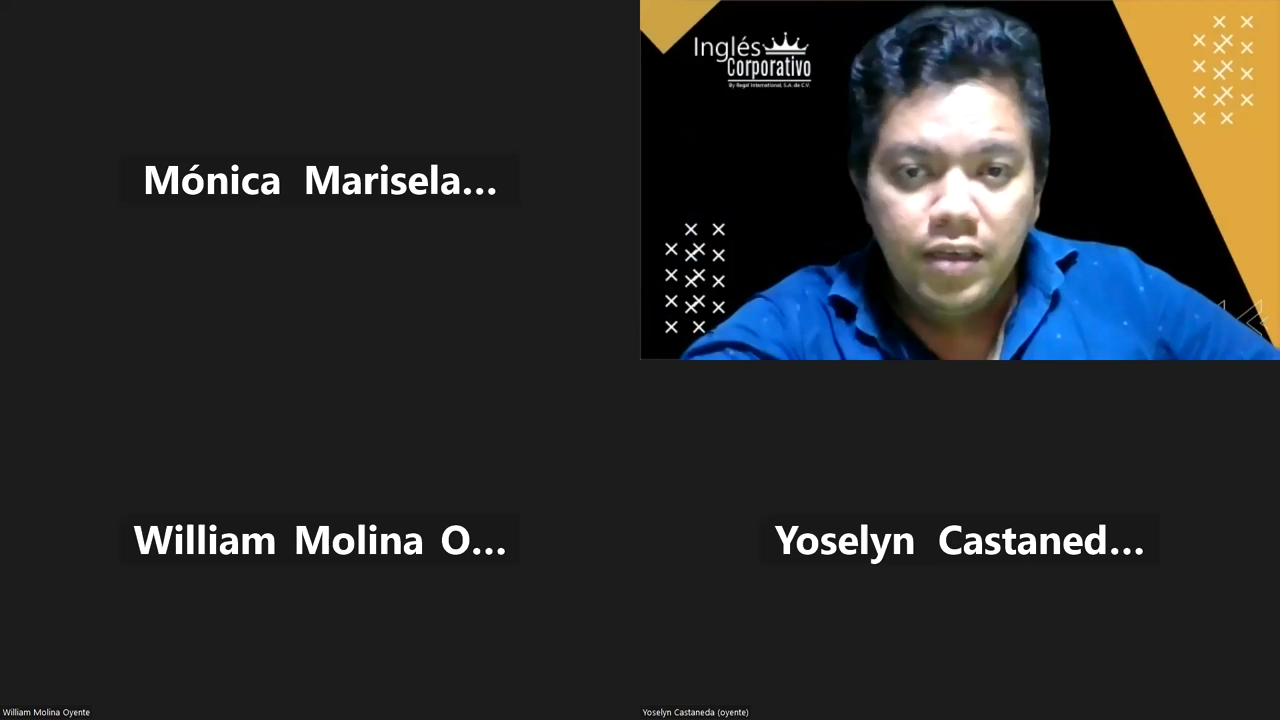 Mónica Marisela...
Inglés
Corporativo
By Regal International, S.A. de C.V.
William Molina O...
Yoselyn Castaned...
William Molina Oyente
Yoselyn Castaneda (oyente)